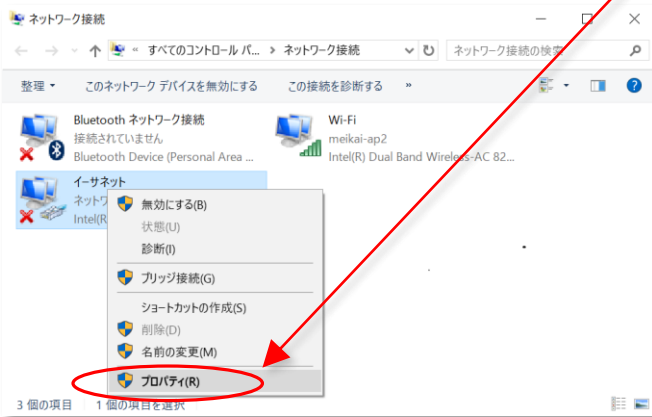 ネットワーク接続
« すべてのコントロール パ... > ネットワーク接続
ネットワーク接続の検索
整理 このネットワーク デバイスを無効にする この接続を診断する »
Bluetooth ネットワーク接続
接続されていません
Bluetooth Device (Personal Area ...
Wi-Fi
meikai-ap2
Intel(R) Dual Band Wireless-AC 82...
イーサネット
ネットワ
Intel(R
無効にする(B)
状態(U)
診断(I)
ブリッジ接続(G)
ショートカットの作成(S)
削除(D)
名前の変更(M)
プロパティ(R)
3 個の項目 1 個の項目を選択